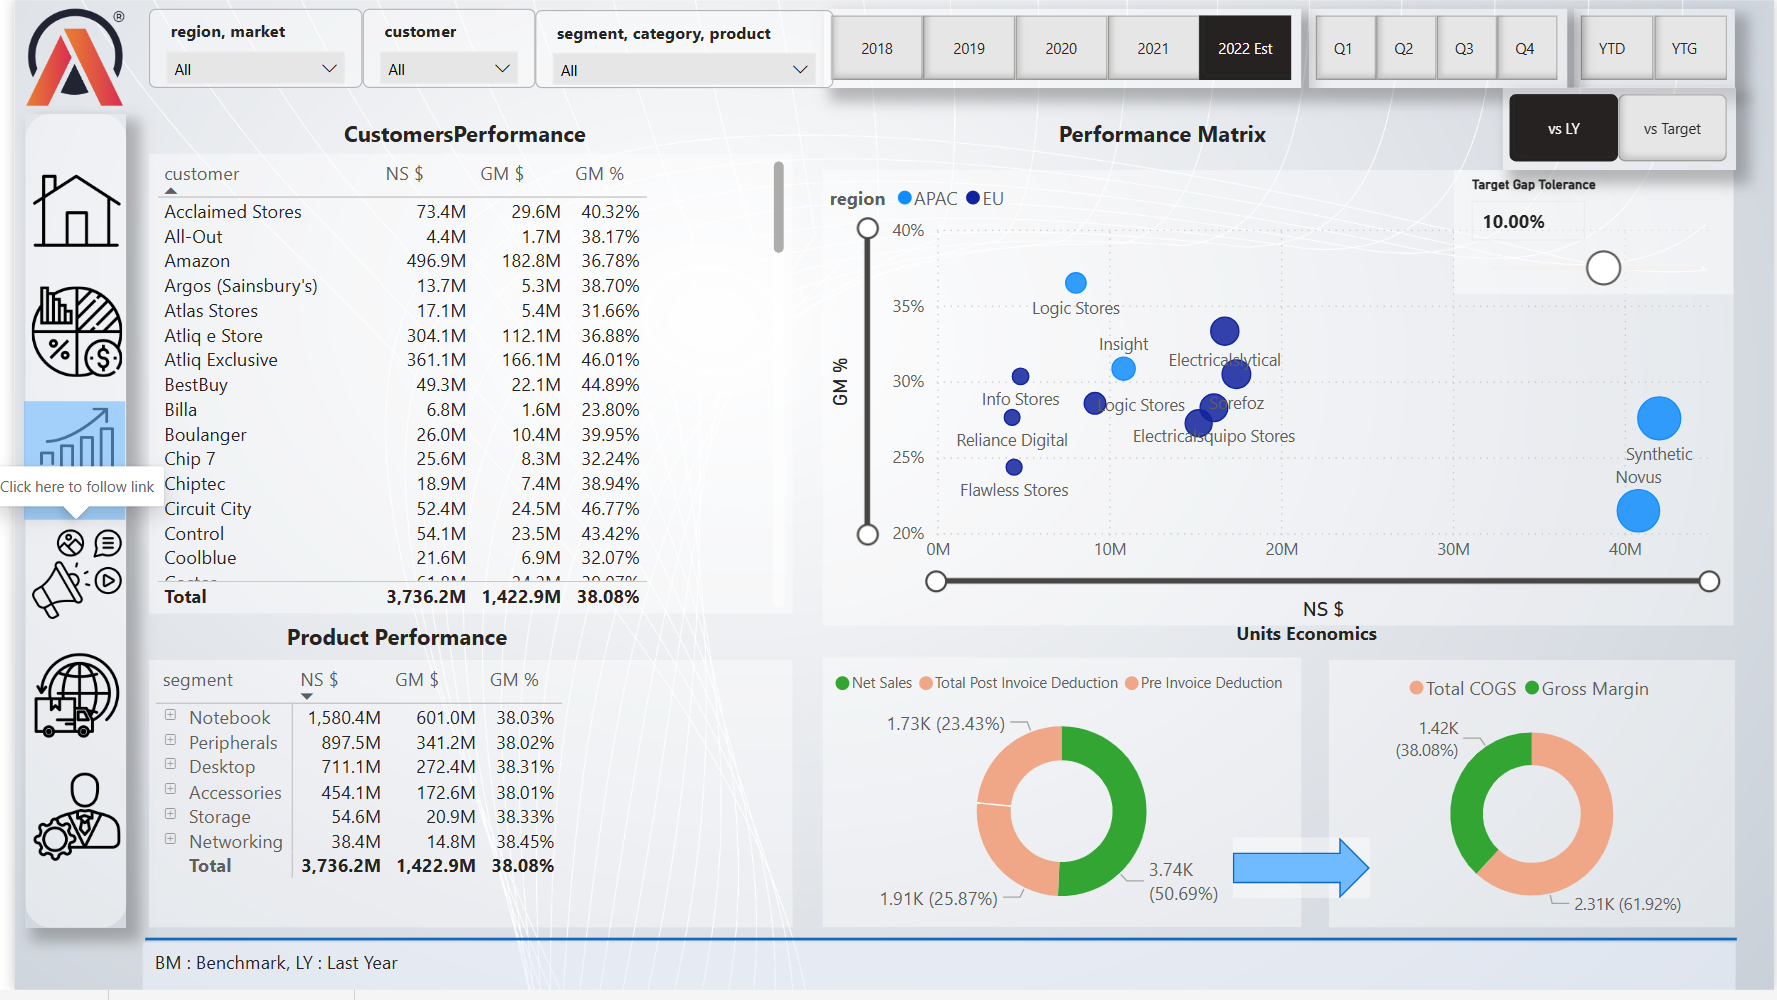 ®
region, market
All
customer
All
segment, category, product
All
2018 2019 2020 2021 2022 Est
Q1 Q2 Q3 Q4
YTD YTG
vs LY vs Target
CustomersPerformance
customer NS $ GM $ GM %
Acclaimed Stores 73.4M 29.6M 40.32%
All-Out 4.4M 1.7M 38.17%
Amazon 496.9M 182.8M 36.78%
Argos (Sainsbury's) 13.7M 5.3M 38.70%
Atlas Stores 17.1M 5.4M 31.66%
Atliq e Store 304.1M 112.1M 36.88%
Atliq Exclusive 361.1M 166.1M 46.01%
BestBuy 49.3M 22.1M 44.89%
Billa 6.8M 1.6M 23.80%
Boulanger 26.0M 10.4M 39.95%
Chip 7 25.6M 8.3M 32.24%
Chiptec 18.9M 7.4M 38.94%
Circuit City 52.4M 24.5M 46.77%
Control 54.1M 23.5M 43.42%
Coolblue 21.6M 6.9M 32.07%
Total 3,736.2M 1,422.9M 38.08%
Click here to follow link
Performance Matrix
Target Gap Tolerance
10.00%
region APAC EU
GM %
40%
35%
30%
25%
20%
Logic Stores
Insight
Info Stores
Logic Stores
Reliance Digital
Flawless Stores
Synthetic
Novus
0M 10M 20M 30M 40M
NS $
Product Performance
segment NS $ GM $ GM %
Notebook 1,580.4M 601.0M 38.03%
Peripherals 897.5M 341.2M 38.02%
Desktop 711.1M 272.4M 38.31%
Accessories 454.1M 172.6M 38.01%
Storage 54.6M 20.9M 38.33%
Networking 38.4M 14.8M 38.45%
Total 3,736.2M 1,422.9M 38.08%
Units Economics
Net Sales Total Post Invoice Deduction Pre Invoice Deduction
1.73K (23.43%)
1.91K (25.87%)
3.74K
(50.69%)
Total COGS Gross Margin
1.42K
(38.08%)
2.31K (61.92%)
BM : Benchmark, LY : Last Year